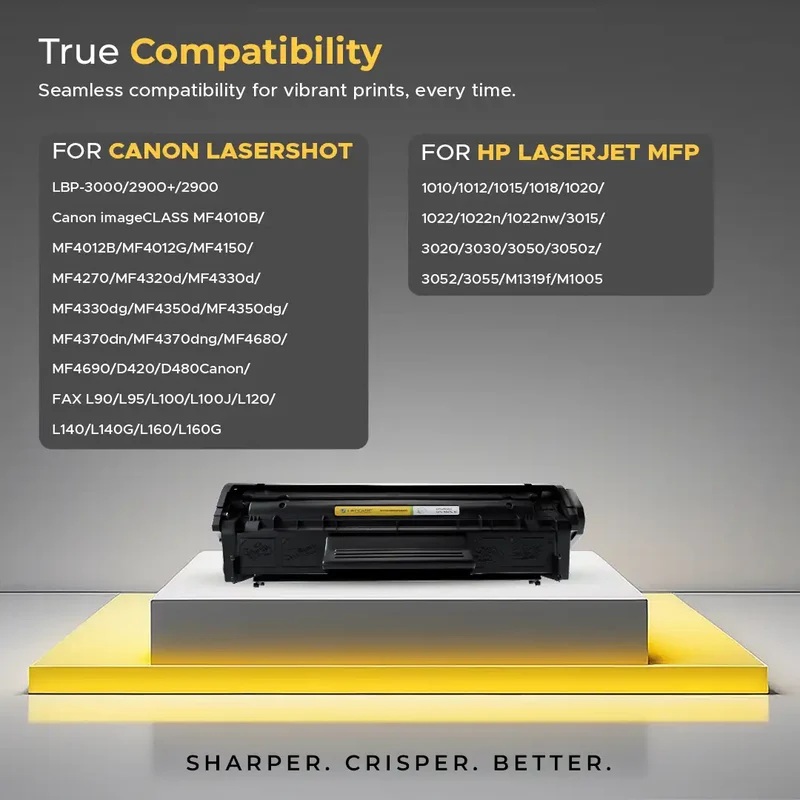 True Compatibility
Seamless compatibility for vibrant prints, every time.
FOR CANON LASERSHOT
LBP-3000/2900+/2900
Canon imageCLASS MF4010B/
MF4012B/MF4012G/MF4150/
MF4270/MF4320d/MF4330d/
MF4330dg/MF4350d/MF4350dg/
MF4370dn/MF4370dng/MF4680/
MF4690/D420/D480Canon/
FAX L90/L95/L100/L100J/L120/
L140/L140G/L160/L160G
FOR HP LASERJET MFP
1010/1012/1015/1018/1020/
1022/1022n/1022nw/3015/
3020/3030/3050/3050z/
3052/3055/M1319f/M1005
SHARPER. CRISPER. BETTER.